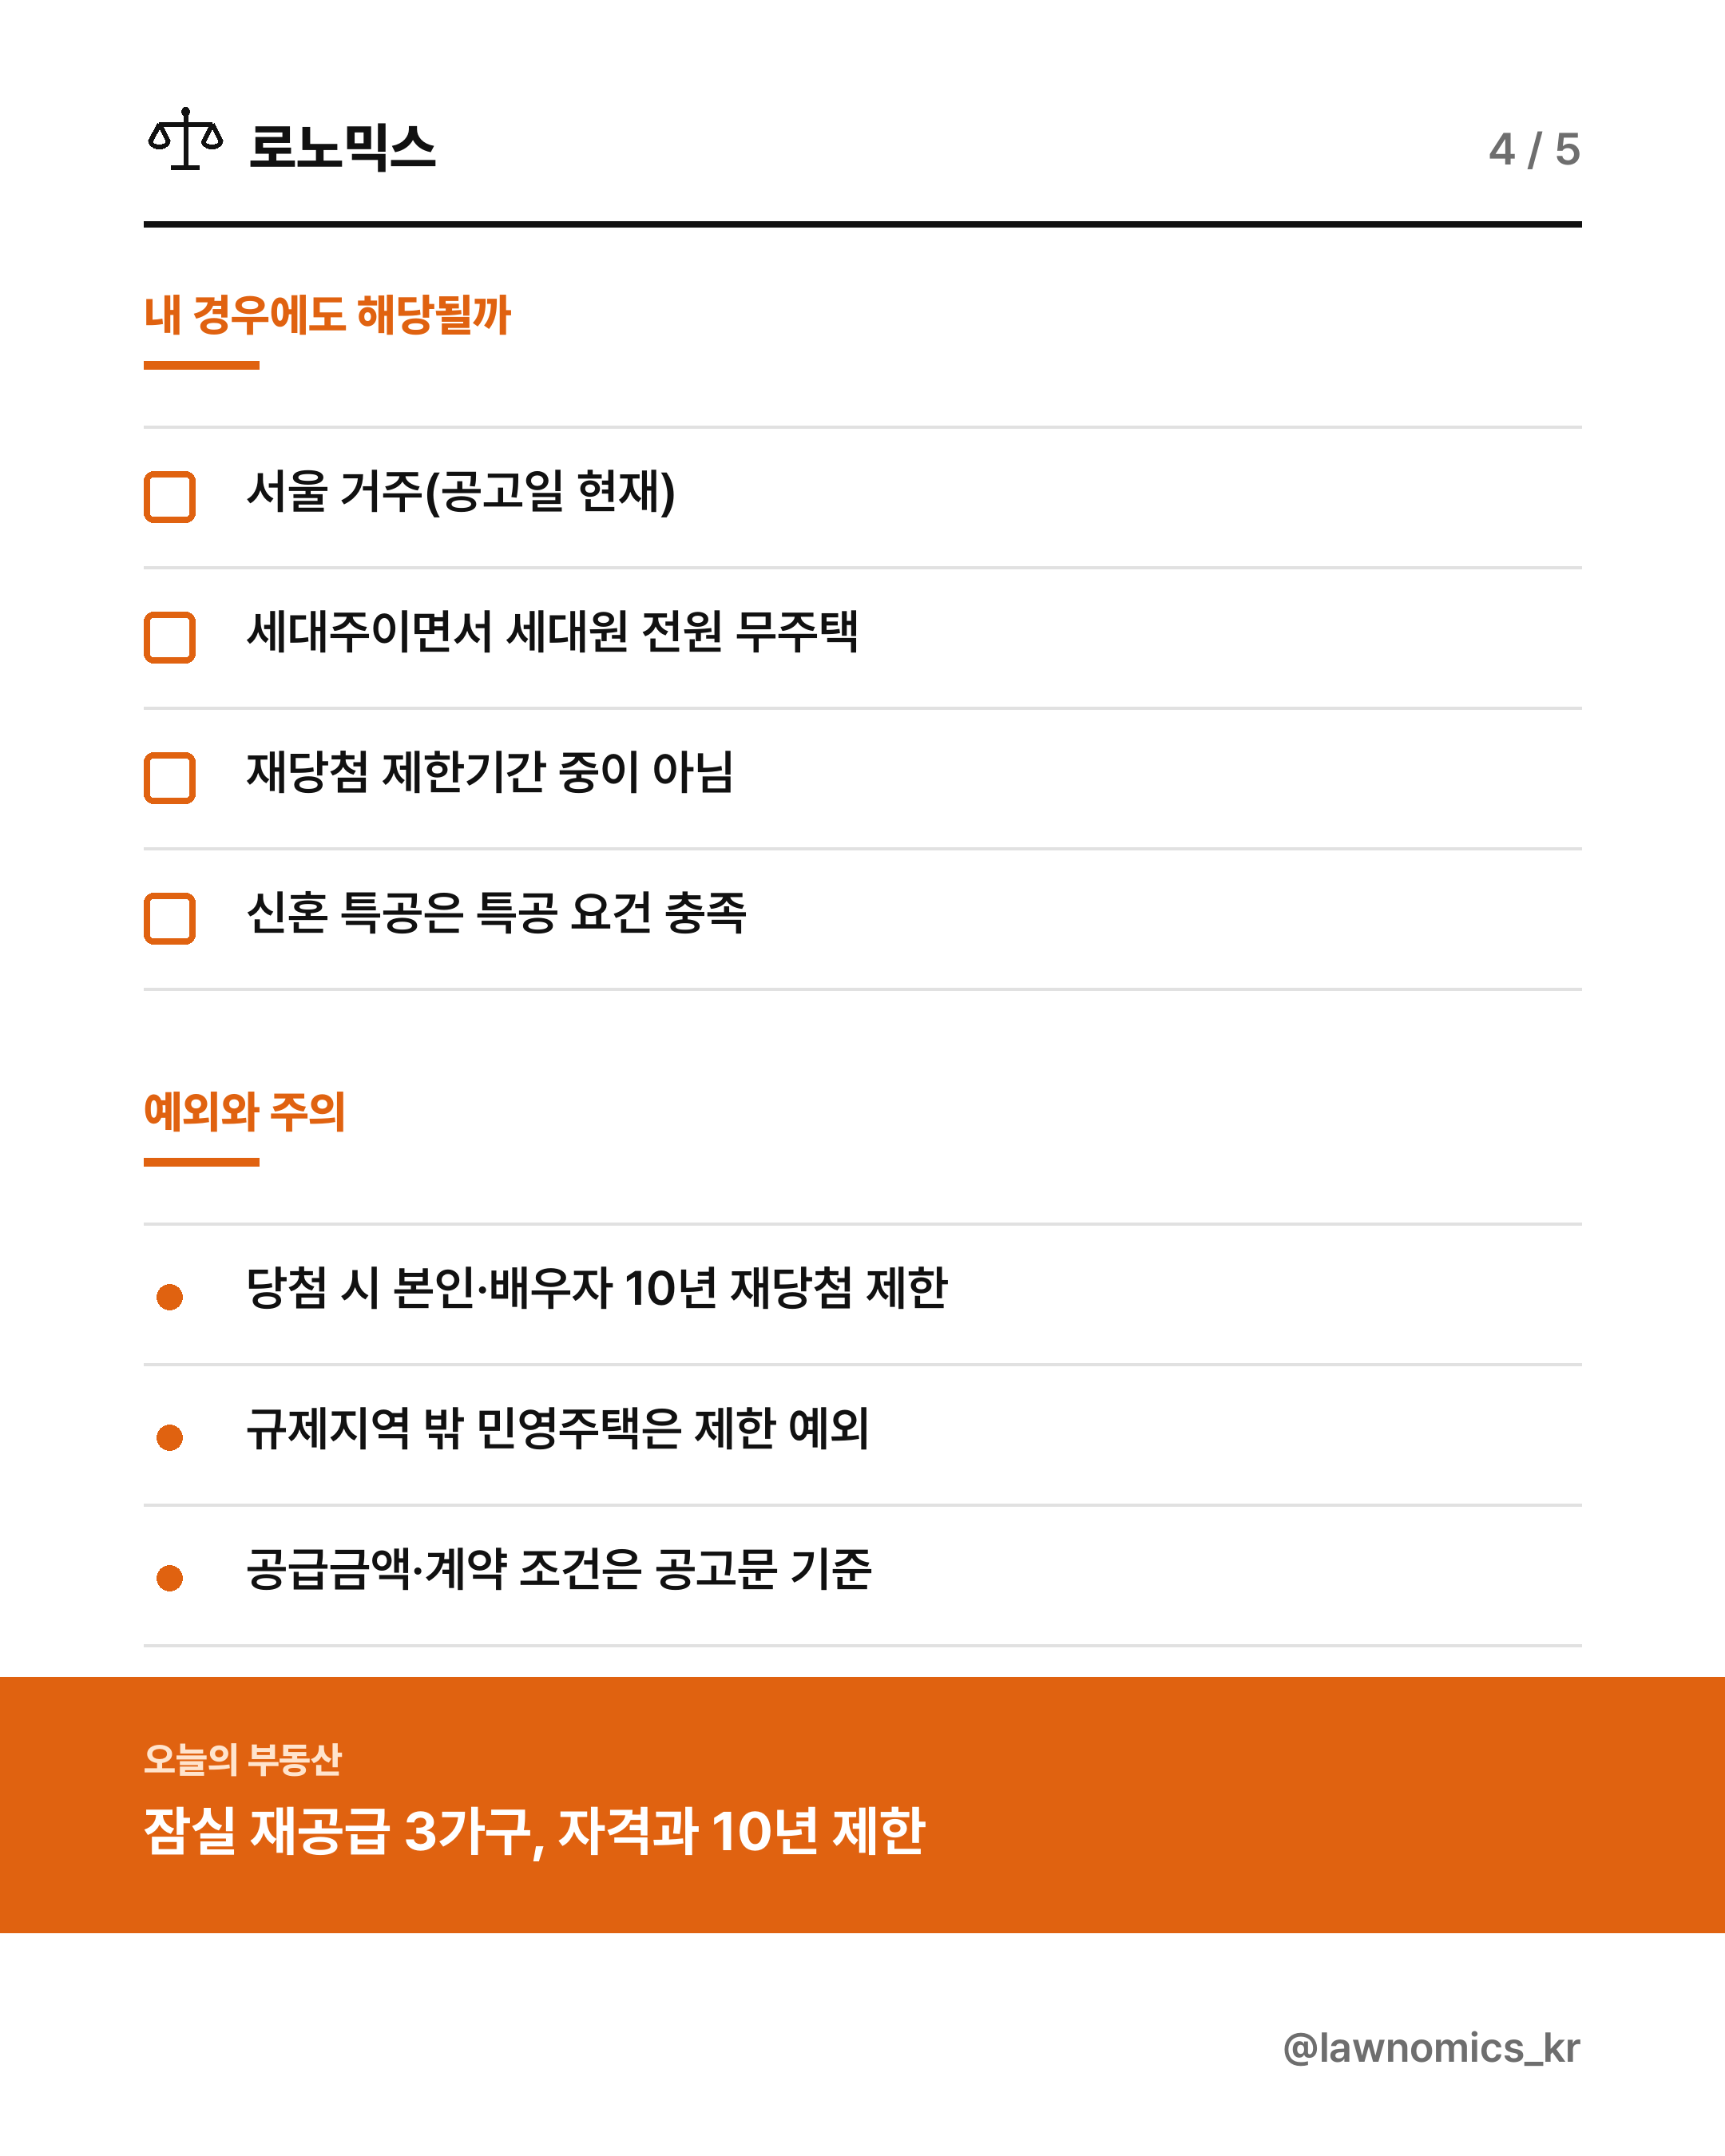 로노믹스
4 / 5
내 경우에도 해당될까
서울 거주(공고일 현재)
세대주이면서 세대원 전원 무주택
재당첨 제한기간 중이 아님
신혼 특공은 특공 요건 충족
예외와 주의
당첨 시 본인·배우자 10년 재당첨 제한
규제지역 밖 민영주택은 제한 예외
공급금액·계약 조건은 공고문 기준
오늘의 부동산
잠실 재공급 3가구, 자격과 10년 제한
@lawnomics_kr